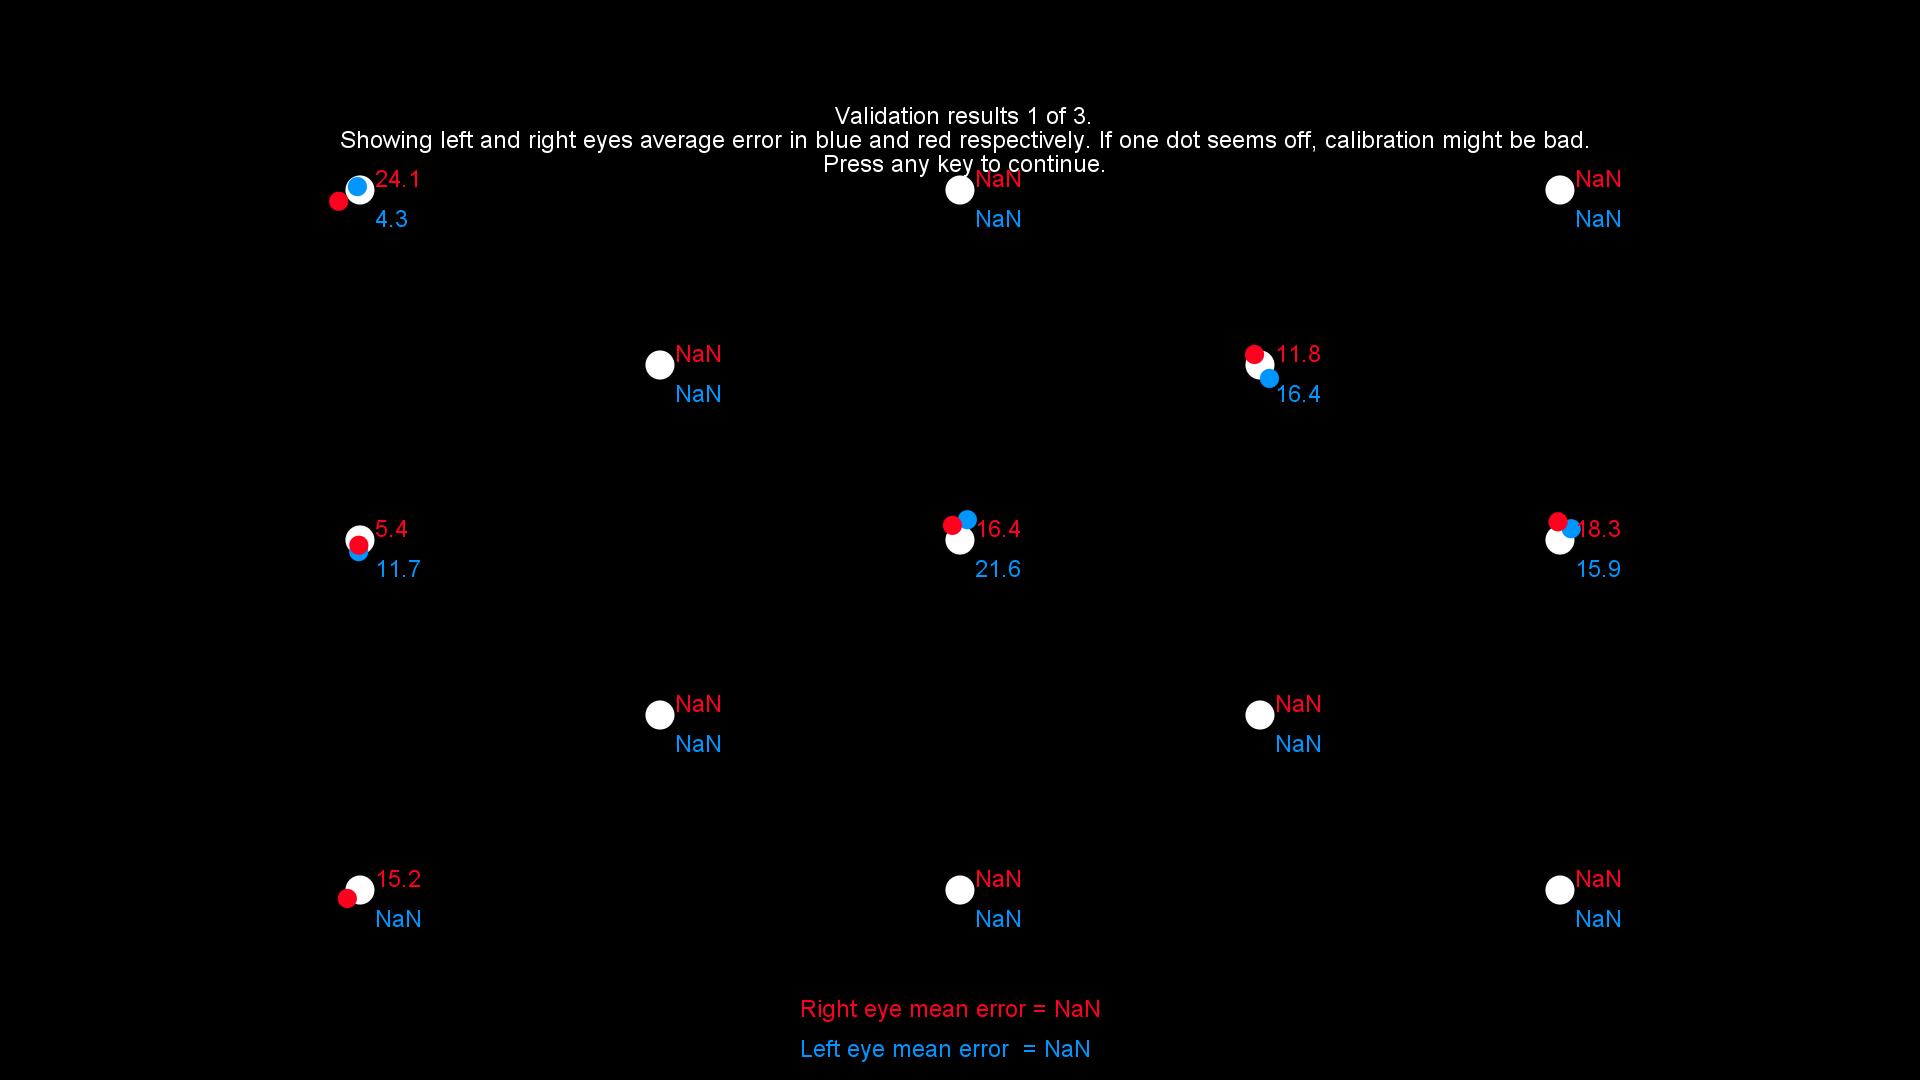 Validation results 1 of 3.
Showing left and right eyes average error in blue and red respectively. If one dot seems off, calibration might be bad.
Press any key to continue.
24.1 NaN NaN
4.3 NaN NaN
NaN 11.8
NaN 16.4
5.4 16.4 18.3
11.7 21.6 15.9
NaN NaN
NaN NaN
15.2 NaN NaN
NaN NaN NaN
Right eye mean error = NaN
Left eye mean error = NaN